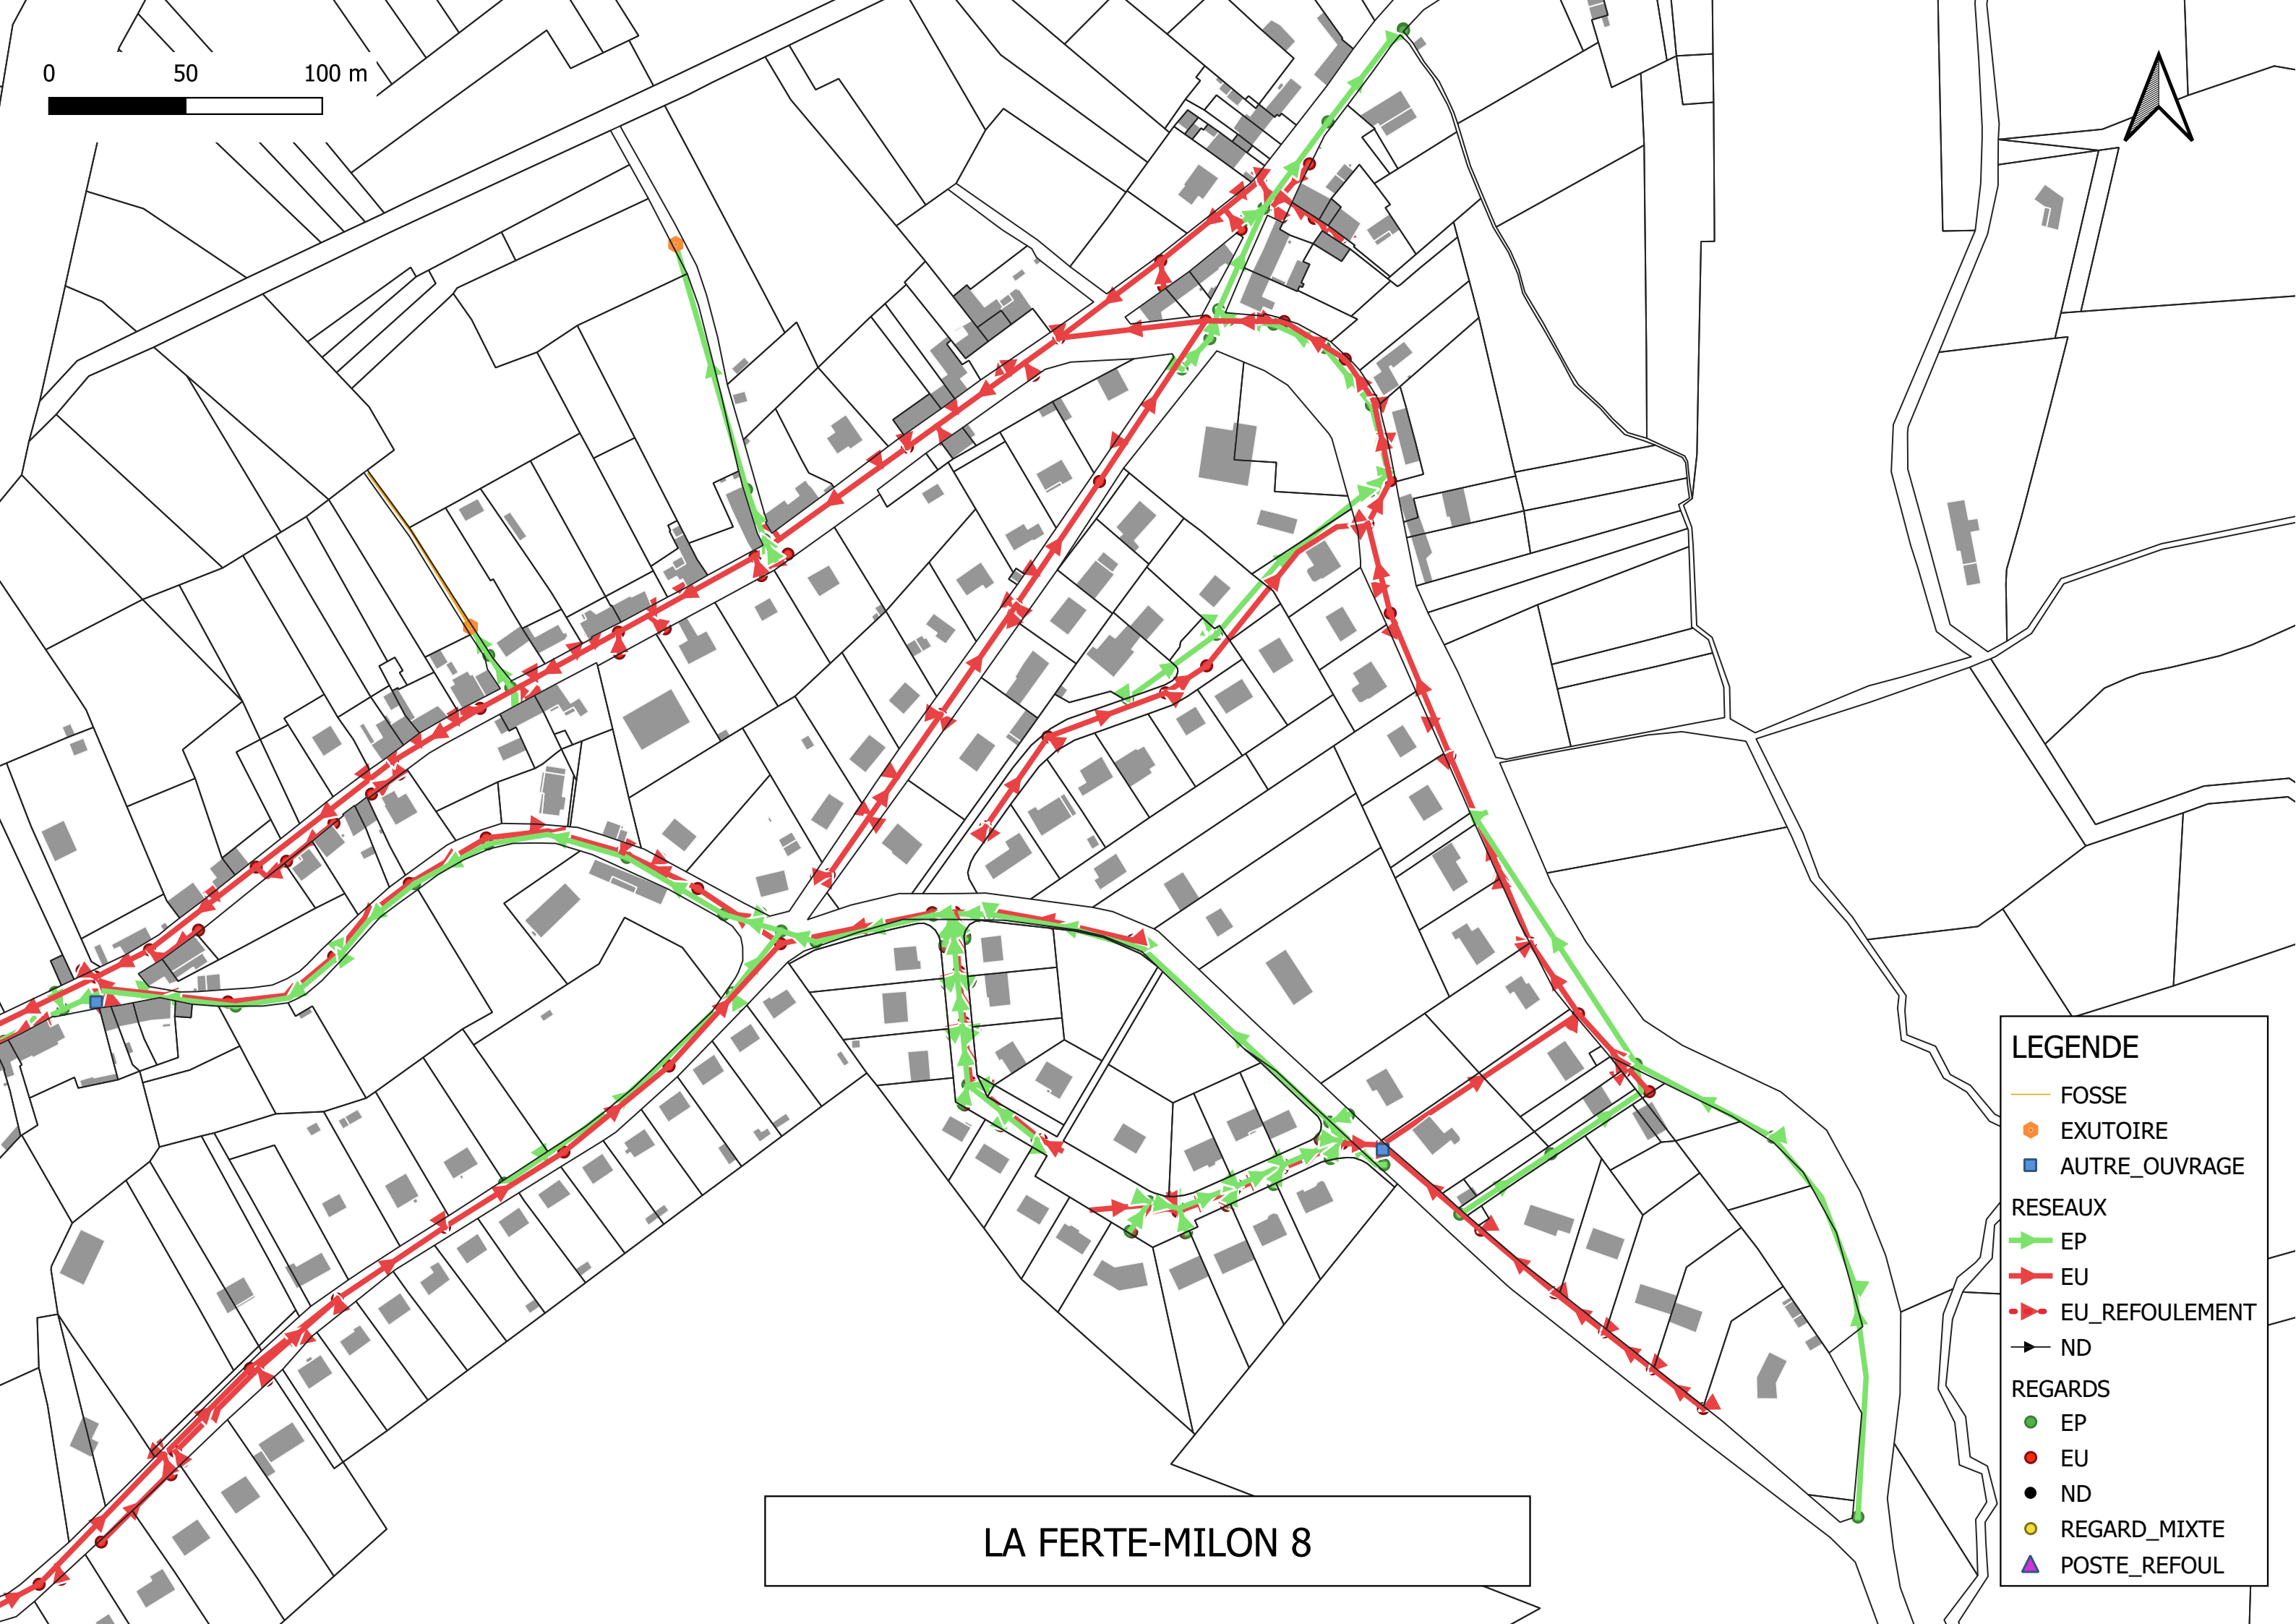 0 50 100 m
LEGENDE
FOSSE
EXUTOIRE
AUTRE_OUVRAGE
RESEAUX
EP
EU
EU_REFOULEMENT
ND
REGARDS
EP
EU
ND
REGARD_MIXTE
POSTE_REFOUL
LA FERTE-MILON 8